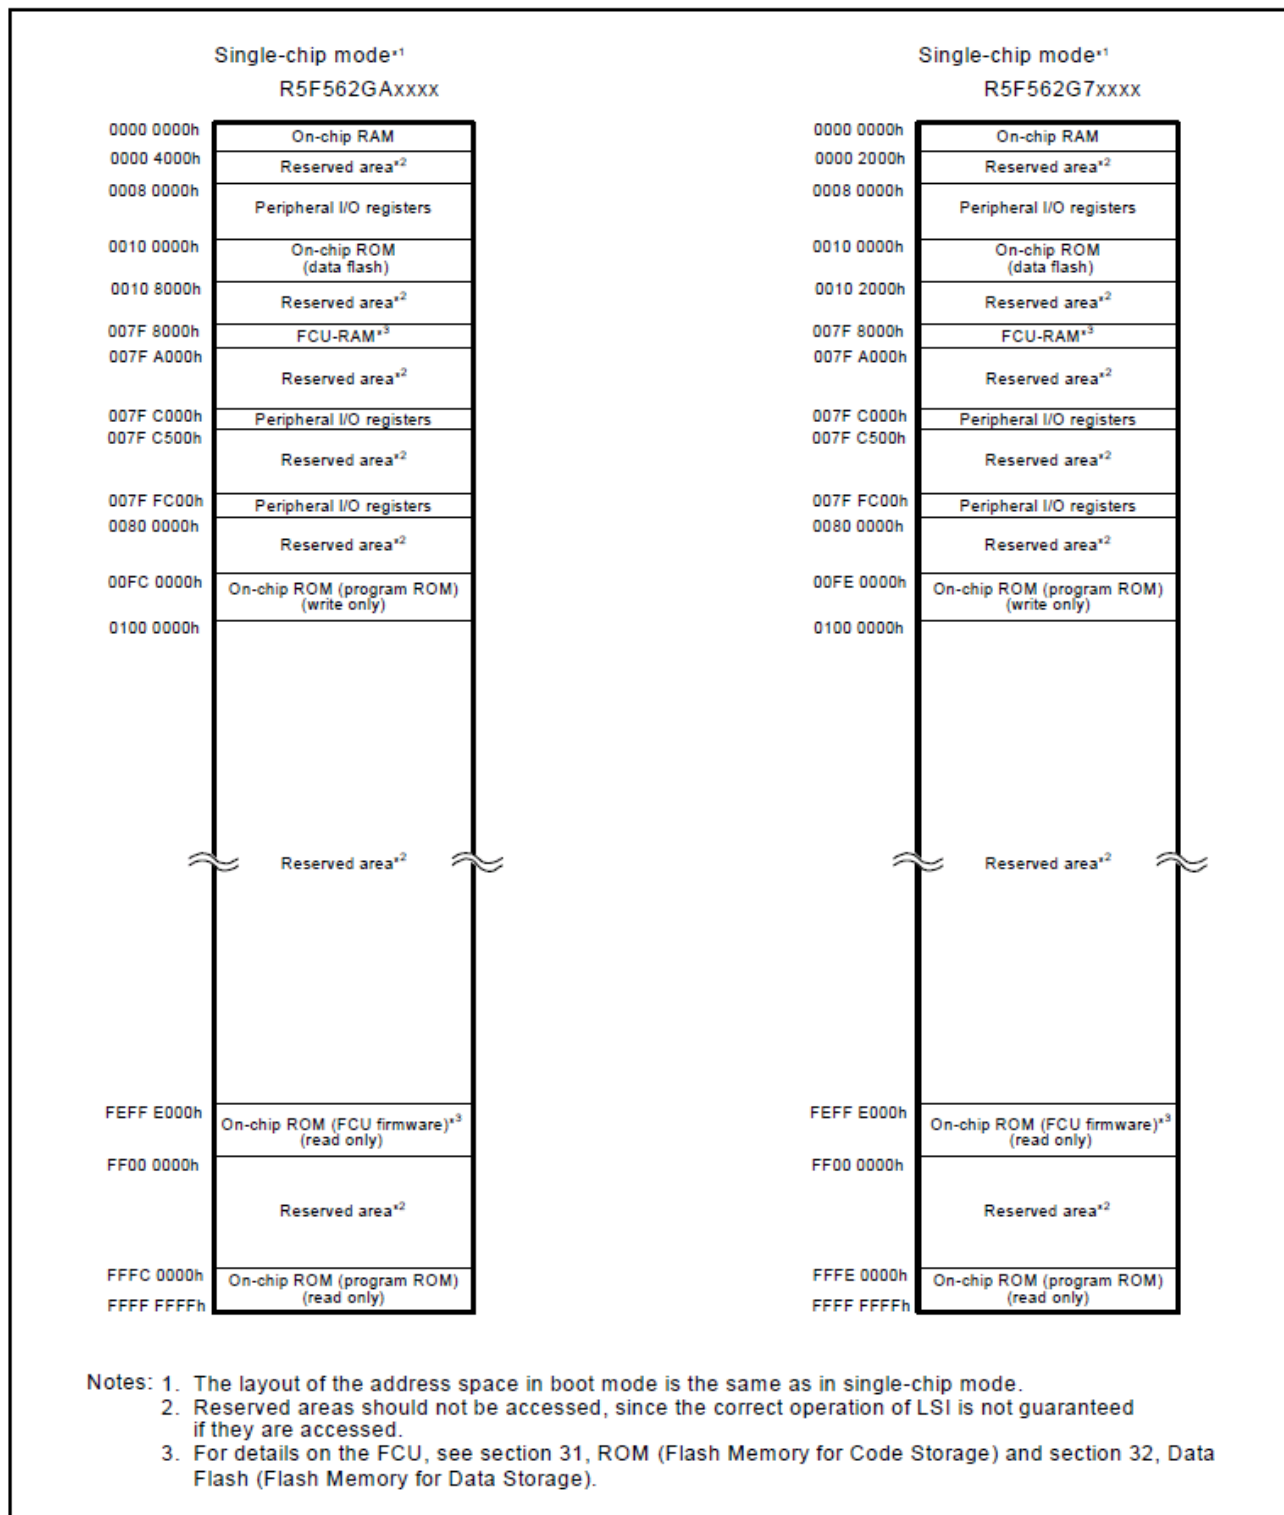 Single-chip mode*1
R5F562GAxxxx
0000 0000h
On-chip RAM
0000 4000h
Reserved area*2
0008 0000h
Peripheral I/O registers
0010 0000h
On-chip ROM
(data flash)
0010 8000h
Reserved area*2
007F 8000h
FCU-RAM*3
007F A000h
Reserved area*2
007F C000h
Peripheral I/O registers
007F C500h
Reserved area*2
007F FC00h
Peripheral I/O registers
0080 0000h
Reserved area*2
00FC 0000h
On-chip ROM (program ROM)
(write only)
0100 0000h
Reserved area*2
FEFF E000h
On-chip ROM (FCU firmware)*3
(read only)
FF00 0000h
Reserved area*2
FFFC 0000h
On-chip ROM (program ROM)
(read only)
FFFF FFFFh
Single-chip mode*1
R5F562G7xxxx
0000 0000h
On-chip RAM
0000 2000h
Reserved area*2
0008 0000h
Peripheral I/O registers
0010 0000h
On-chip ROM
(data flash)
0010 2000h
Reserved area*2
007F 8000h
FCU-RAM*3
007F A000h
Reserved area*2
007F C000h
Peripheral I/O registers
007F C500h
Reserved area*2
007F FC00h
Peripheral I/O registers
0080 0000h
Reserved area*2
00FE 0000h
On-chip ROM (program ROM)
(write only)
0100 0000h
Reserved area*2
FEFF E000h
On-chip ROM (FCU firmware)*3
(read only)
FF00 0000h
Reserved area*2
FFFE 0000h
On-chip ROM (program ROM)
(read only)
FFFF FFFFh
Notes: 1. The layout of the address space in boot mode is the same as in single-chip mode.
2. Reserved areas should not be accessed, since the correct operation of LSI is not guaranteed
if they are accessed.
3. For details on the FCU, see section 31, ROM (Flash Memory for Code Storage) and section 32, Data
Flash (Flash Memory for Data Storage).